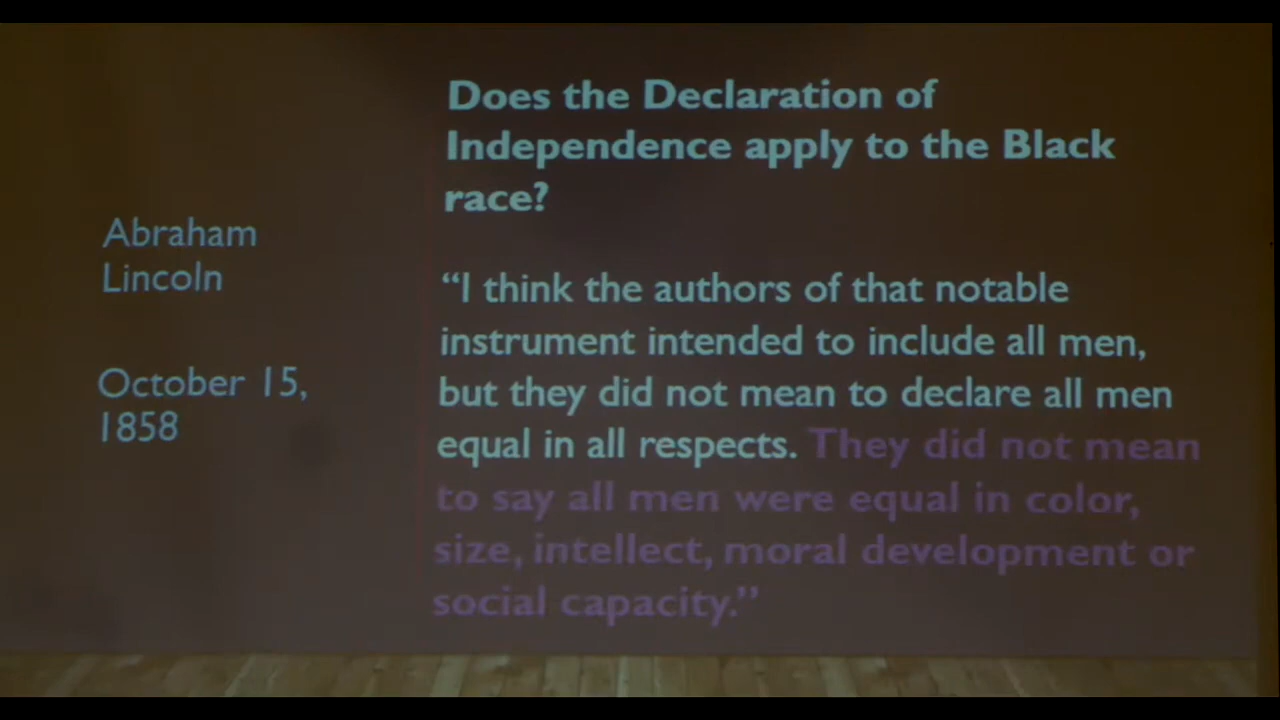 Abraham
Lincoln
October 15,
1858
Does the Declaration of
Independence apply to the Black
race?
“I think the authors of that notable
instrument intended to include all men,
but they did not mean to declare all men
equal in all respects. They did not mean
to say all men were equal in color,
size, intellect, moral development or
social capacity.”